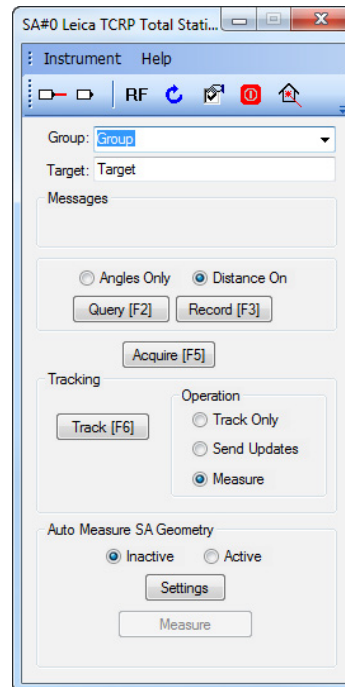 SA#0 Leica TCRP Total Stati...
Instrument Help
RF
Group: Group
Target: Target
Messages
Angles Only Distance On
Query [F2] Record [F3]
Acquire [F5]
Tracking
Operation
Track [F6] Track Only
Send Updates
Measure
Auto Measure SA Geometry
Inactive Active
Settings
Measure